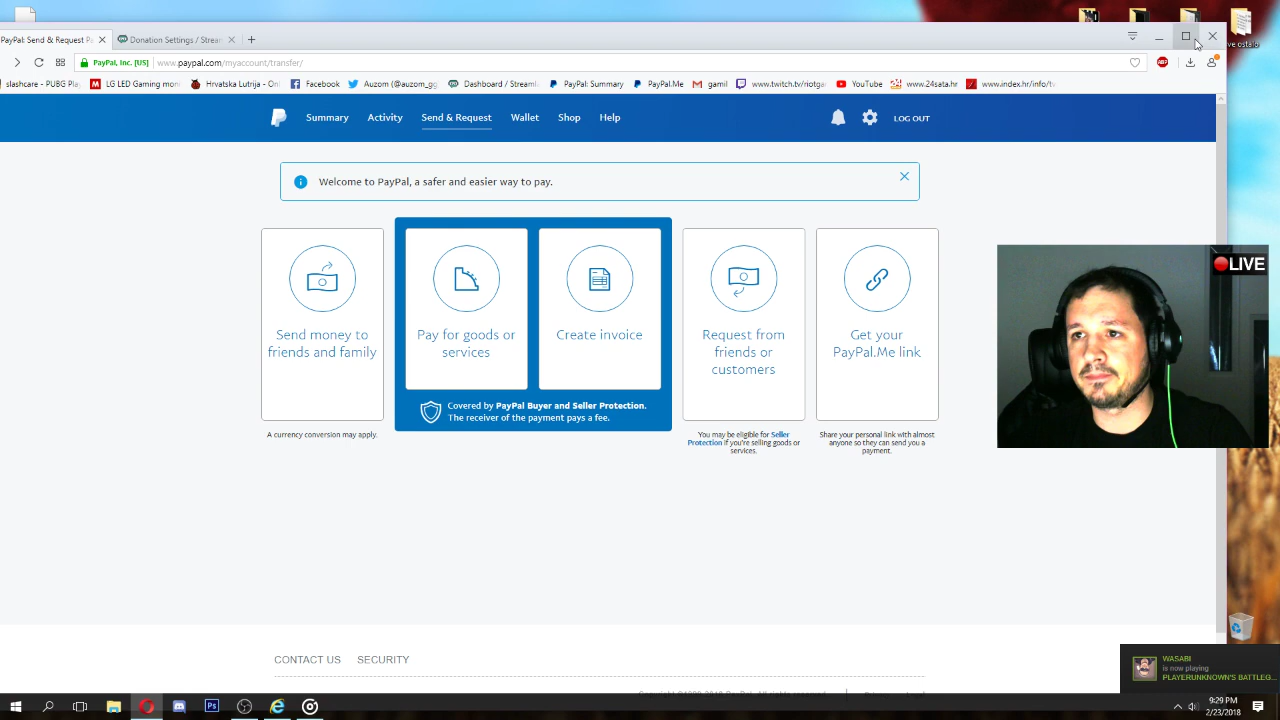 PayPal: Send & Request Pa
Donation Settings / Stream
PayPal, Inc. [US]
www.paypal.com/myaccount/transfer/
slashcare - PUBG Play
LG LED Gaming moni
Hrvatska Lutrija - Onl
Facebook
Auzom (@auzom_gg
Dashboard / Streamla
PayPal: Summary
PayPal.Me
gamil
www.twitch.tv/riotga
YouTube
www.24sata.hr
www.index.hr/info/tv
ve ostalo
Summary
Activity
Send & Request
Wallet
Shop
Help
LOG OUT
Welcome to PayPal, a safer and easier way to pay.
Send money to
friends and family
Pay for goods or
services
Create invoice
Request from
friends or
customers
Get your
PayPal.Me link
Covered by PayPal Buyer and Seller Protection.
The receiver of the payment pays a fee.
A currency conversion may apply.
You may be eligible for Seller
Protection if you're selling goods or
services.
Share your personal link with almost
anyone so they can send you a
payment.
LIVE
CONTACT US
SECURITY
WASABI
is now playing
PLAYERUNKNOWN'S BATTLEG...
9:29 PM
2/23/2018